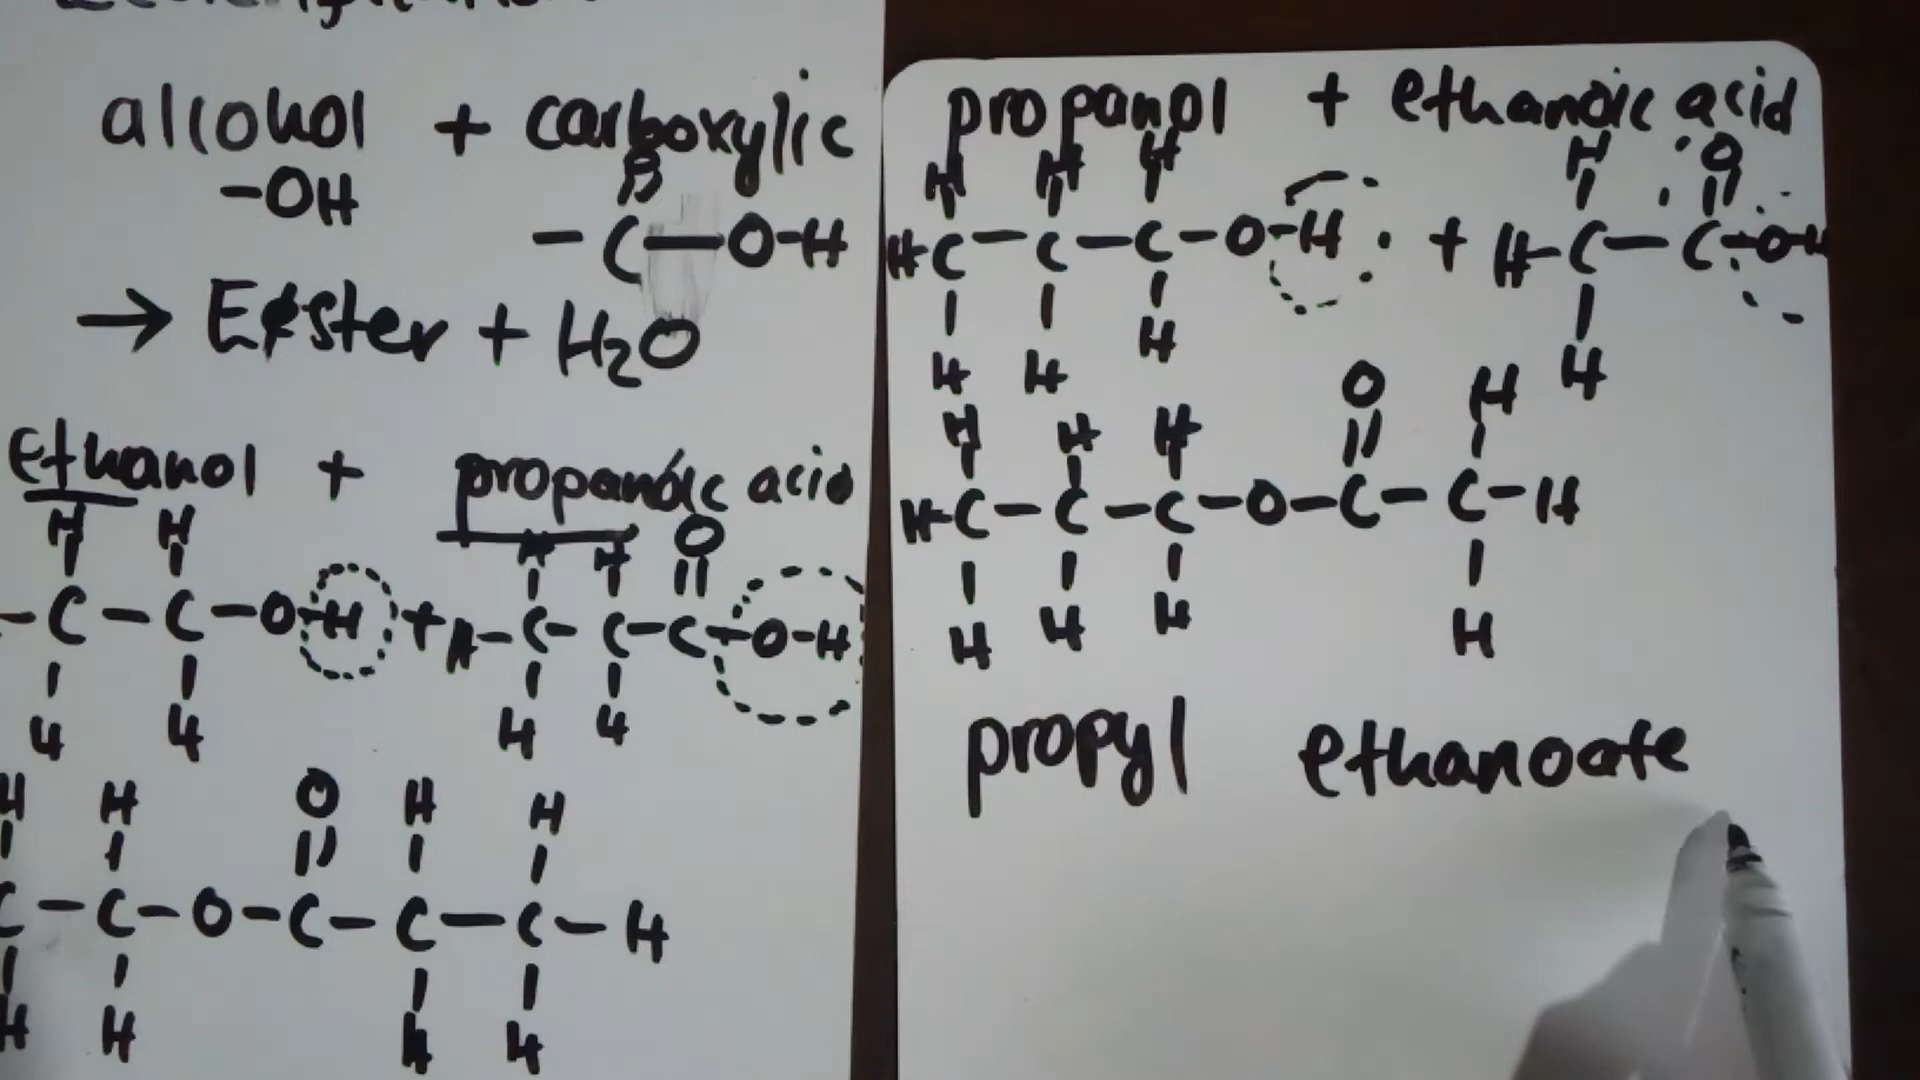 alcohol + carboxylic
-OH
O
- C - O - H
→ Ester + H2O
ethanol + propanoic acid
H H H H O
- C - C - O - H + H - C - C - C - O - H
H H H H
H H O H H
C - C - O - C - C - C - H
H H H H
propanol + ethanoic acid
H H H H O
H C - C - C - O - H + H - C - C - O - H
H H H H
H H H O H
H - C - C - C - O - C - C - H
H H H H
propyl ethanoate